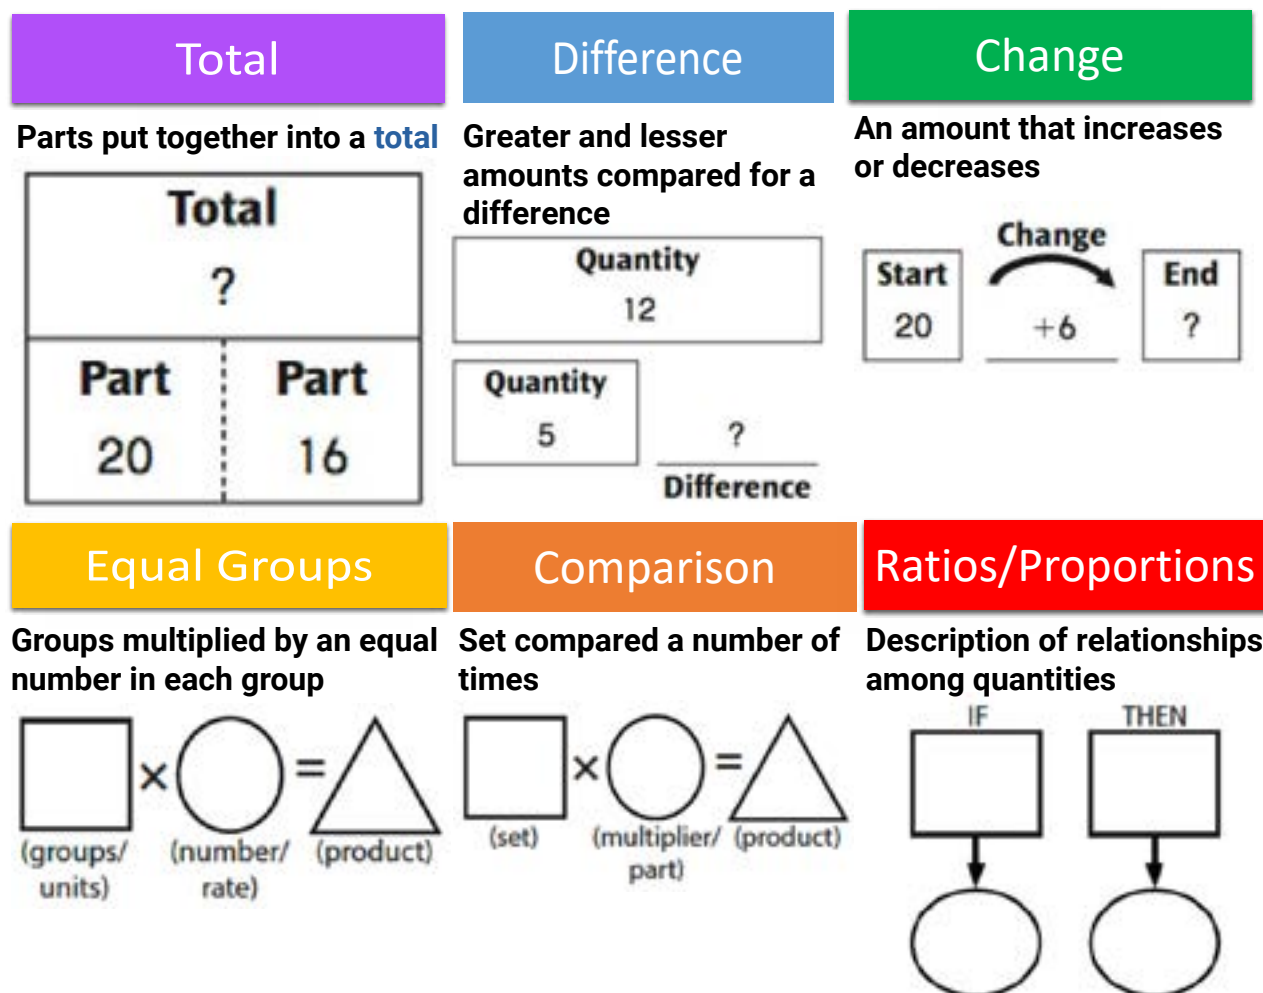 Total
Parts put together into a total
Total
?
Part
Part
20
16
Difference
Greater and lesser
amounts compared for a
difference
Quantity
12
Quantity
5
?
Difference
Change
An amount that increases
or decreases
Change
Start
End
20
+6
?
Equal Groups
Groups multiplied by an equal
number in each group
× =
(groups/
units)
(number/
rate)
(product)
Comparison
Set compared a number of
times
× =
(set)
(multiplier/
part)
(product)
Ratios/Proportions
Description of relationships
among quantities
IF
THEN